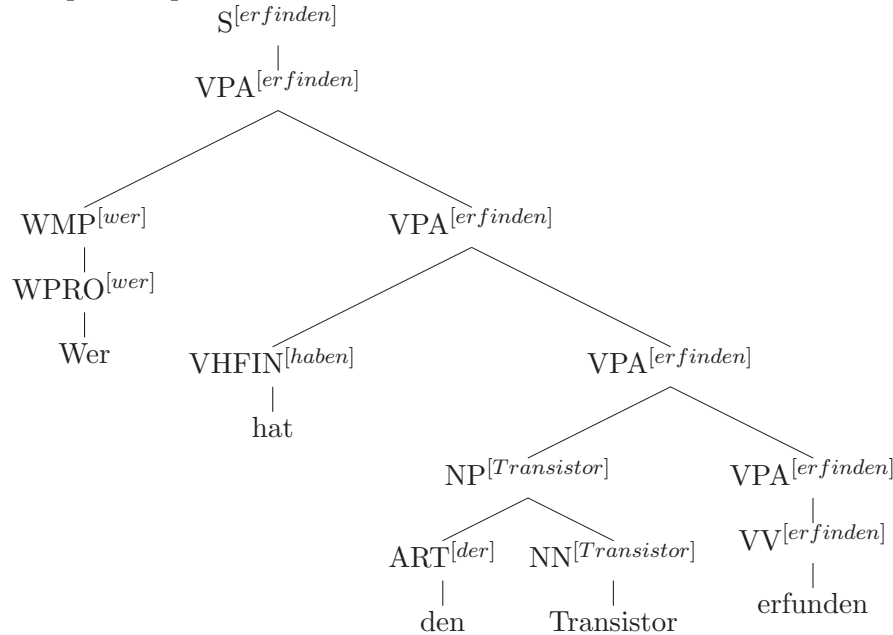 S[erfinden]
VPA[erfinden]
WMP[wer] VPA[erfinden]
WPRO[wer]
Wer VHFIN[haben] VPA[erfinden]
hat
NP[Transistor] VPA[erfinden]
ART[der] NN[Transistor] VV[erfinden]
den Transistor erfunden